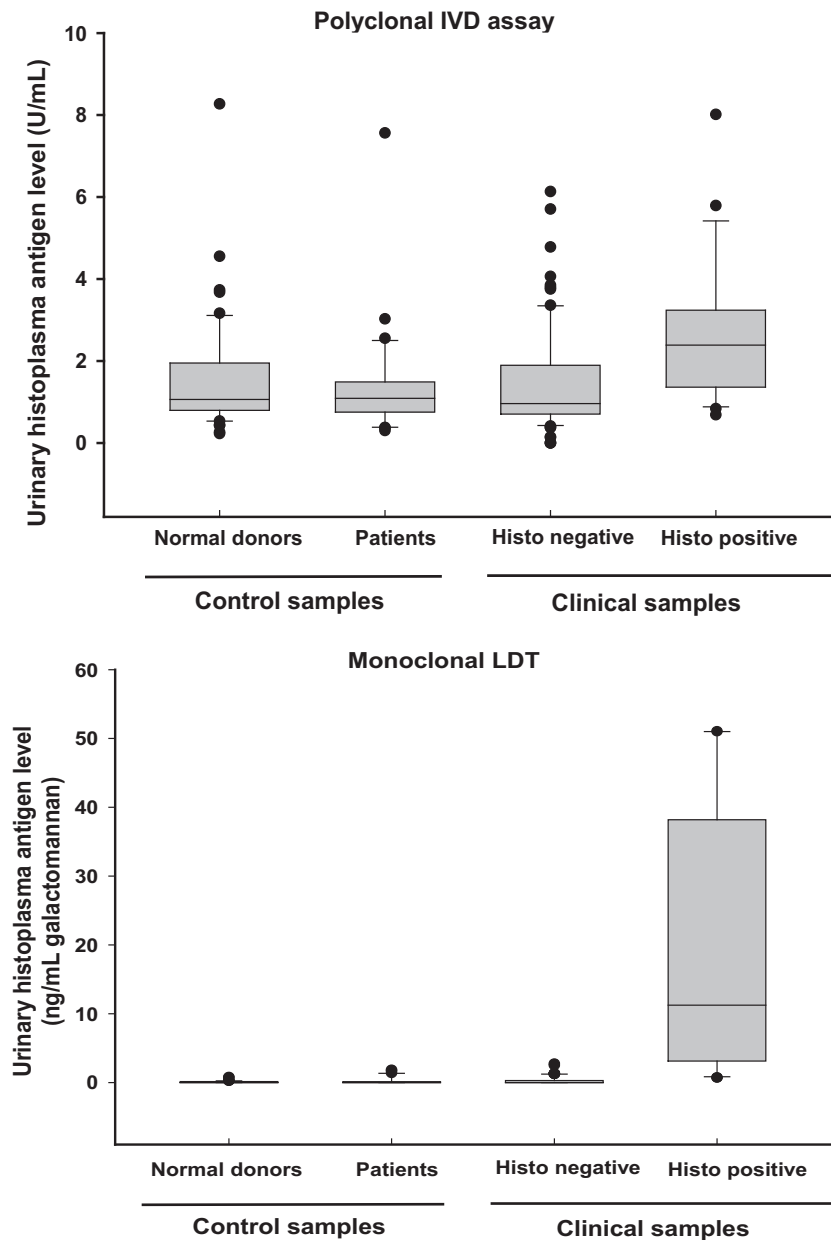 Polyclonal IVD assay
Urinary histoplasma antigen level (U/mL)
10
8
6
4
2
0
Normal donors Patients Histo negative Histo positive
Control samples Clinical samples
Monoclonal LDT
Urinary histoplasma antigen level
(ng/mL galactomannan)
60
50
40
30
20
10
0
Normal donors Patients Histo negative Histo positive
Control samples Clinical samples